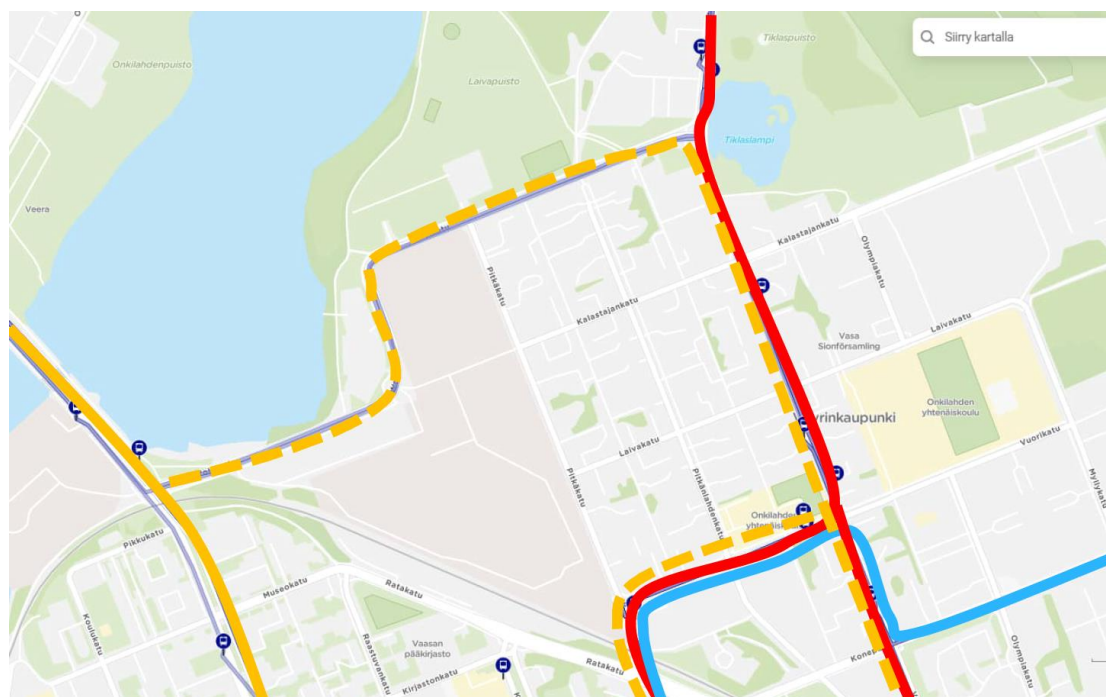 Siirry kartalla
Tiklaspuisto
Onkilahdenpuisto
Laivapuisto
Tiklaslampi
Veera
Kalastajankatu
Olympiakatu
Pitkäkatu
Kalastajankatu
Laivakatu
Vasa
Sionförsamling
Onkilahden
yhtenäiskoulu
Vuorikatu
Laivakatu
Pitkäkatu
Pitkänlahdenkatu
Myllykatu
Onkilahden
Pikkukatu
Museokatu
Ratakatu
Koulukatu
Raastuvankatu
Vaasan
pääkirjasto
Kirjastonkatu
Ratakatu
Olympiakatu